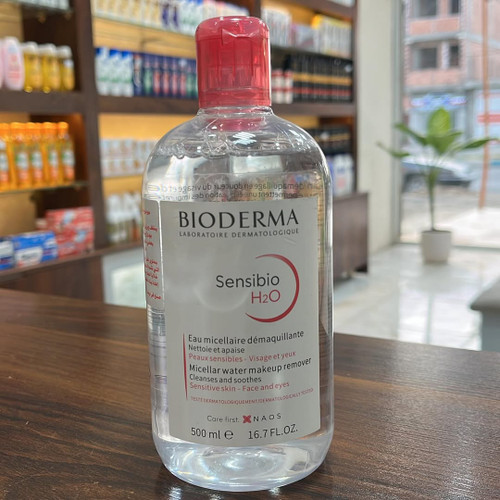 BIODERMA
LABORATOIRE DERMATOLOGIQUE
Sensibio
H2O
Eau micellaire démaquillante
Nettoie et apaise
Peaux sensibles - Visage et yeux
Micellar water makeup remover
Cleanses and soothes
Sensitive skin - Face and eyes
Care first.
NAOS
500 ml ℮ 16.7 FL.OZ.